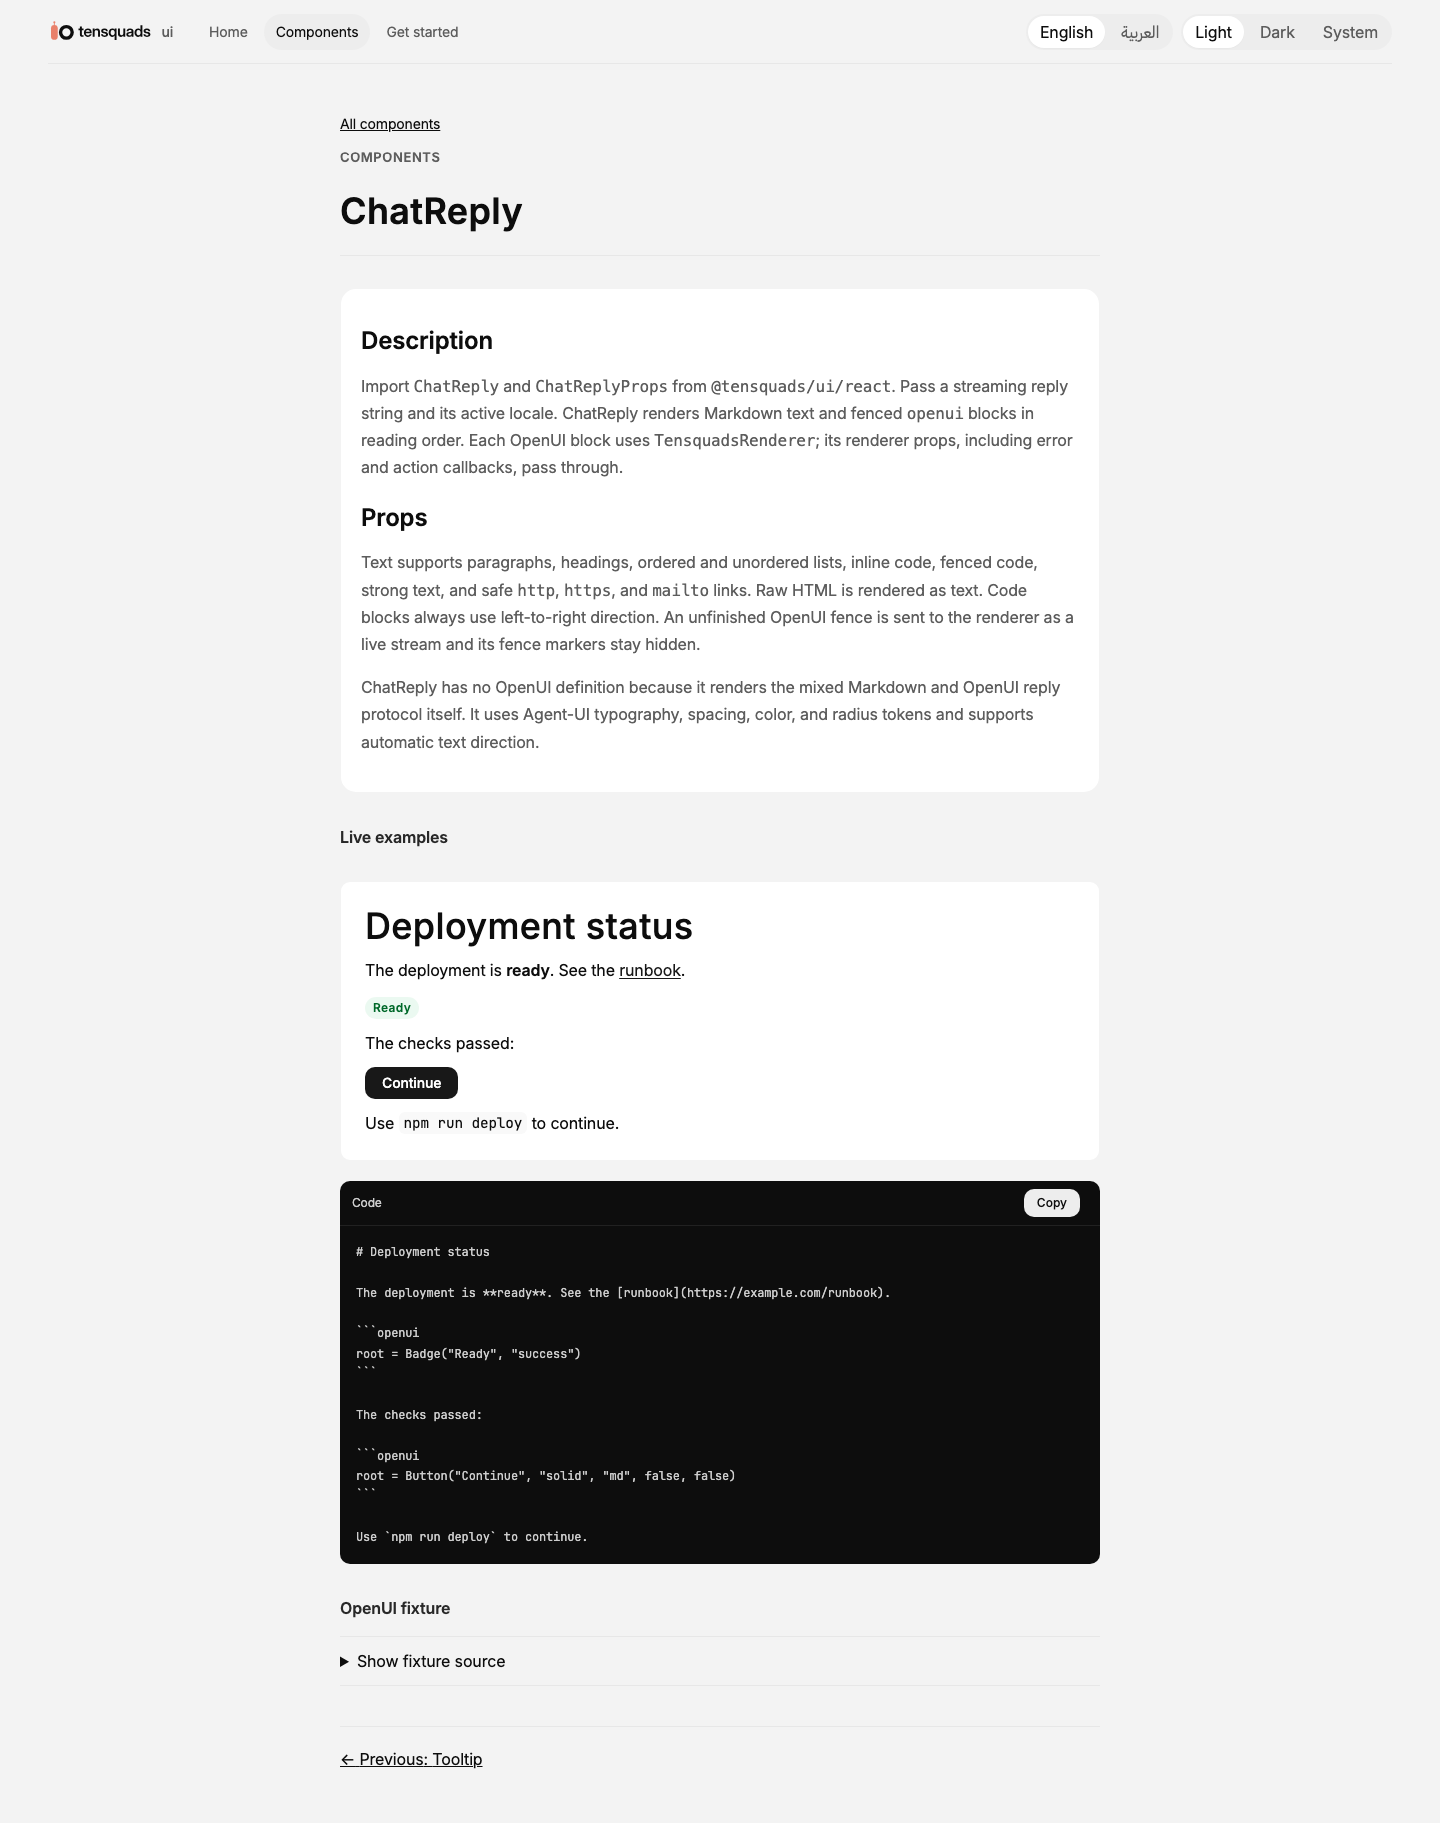 tensquads ui
Home
Components
Get started
English
العربية
Light
Dark
System
All components
COMPONENTS
ChatReply
Description
Import ChatReply and ChatReplyProps from @tensquads/ui/react. Pass a streaming reply
string and its active locale. ChatReply renders Markdown text and fenced openui blocks in
reading order. Each OpenUI block uses TensquadsRenderer; its renderer props, including error
and action callbacks, pass through.
Props
Text supports paragraphs, headings, ordered and unordered lists, inline code, fenced code,
strong text, and safe http, https, and mailto links. Raw HTML is rendered as text. Code
blocks always use left-to-right direction. An unfinished OpenUI fence is sent to the renderer as a
live stream and its fence markers stay hidden.
ChatReply has no OpenUI definition because it renders the mixed Markdown and OpenUI reply
protocol itself. It uses Agent-UI typography, spacing, color, and radius tokens and supports
automatic text direction.
Live examples
Deployment status
The deployment is ready. See the runbook.
Ready
The checks passed:
Continue
Use npm run deploy to continue.
Code
Copy
# Deployment status
The deployment is **ready**. See the [runbook](https://example.com/runbook).
```openui
root = Badge("Ready", "success")
```
The checks passed:
```openui
root = Button("Continue", "solid", "md", false, false)
```
Use `npm run deploy` to continue.
OpenUI fixture
▶ Show fixture source
← Previous: Tooltip